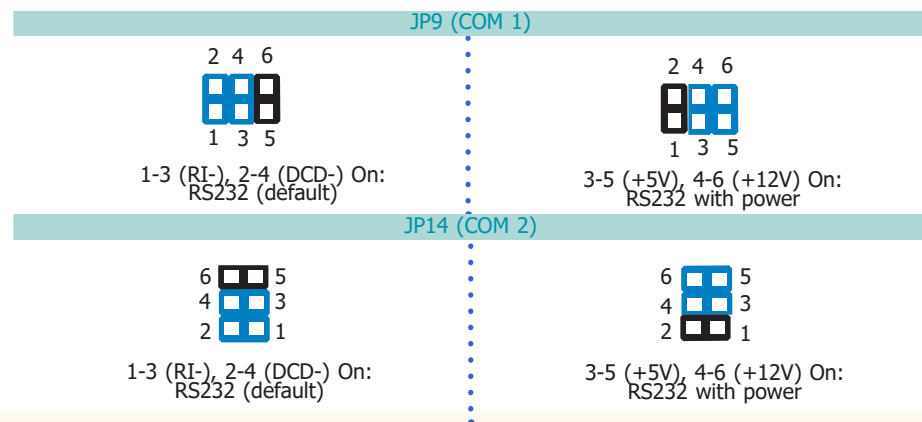 JP9 (COM 1)
2 4 6
1 3 5
1-3 (RI-), 2-4 (DCD-) On:
RS232 (default)
2 4 6
1 3 5
3-5 (+5V), 4-6 (+12V) On:
RS232 with power
JP14 (COM 2)
6 5
4 3
2 1
1-3 (RI-), 2-4 (DCD-) On:
RS232 (default)
6 5
4 3
2 1
3-5 (+5V), 4-6 (+12V) On:
RS232 with power